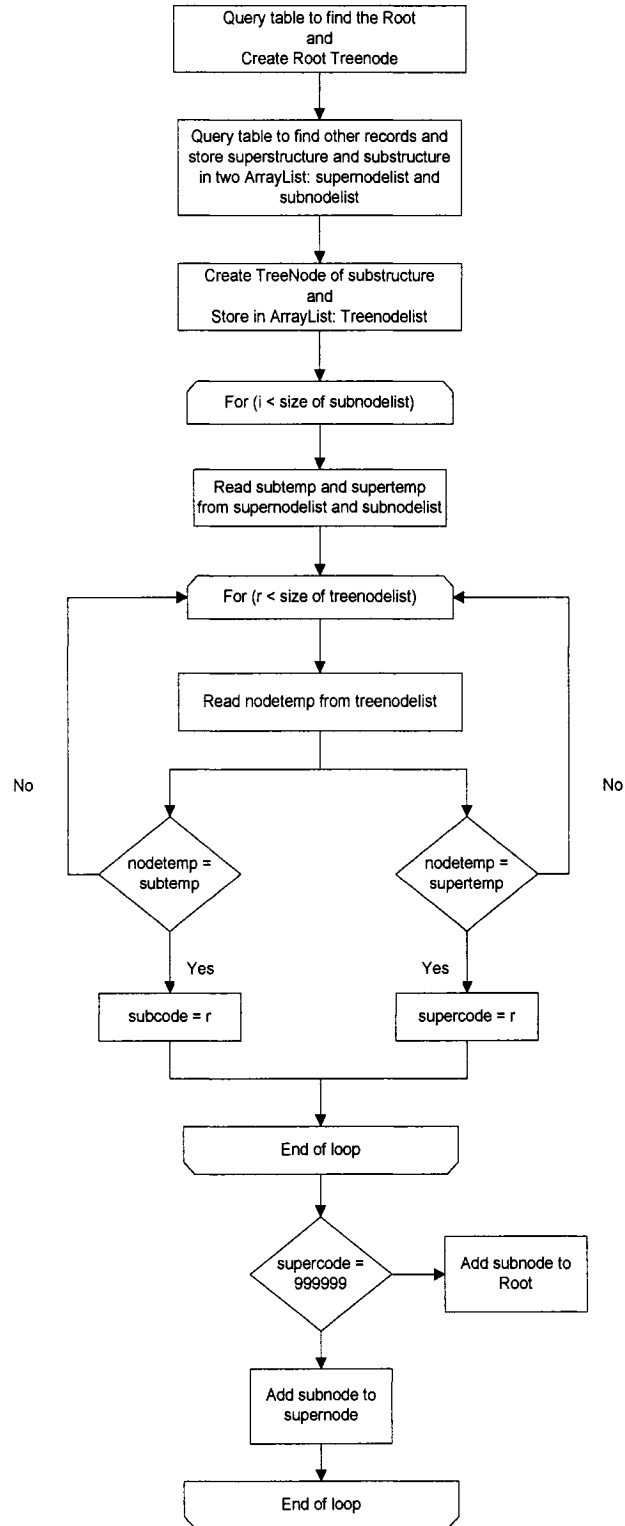 Query table to find the Root
and
Create Root Treenode
Query table to find other records and
store superstructure and substructure
in two ArrayList: supernodelist and
subnodelist
Create TreeNode of substructure
and
Store in ArrayList: Treenodelist
For (i < size of subnodelist)
Read subtemp and supertemp
from supernodelist and subnodelist
For (r < size of treenodelist)
Read nodetemp from treenodelist
No
No
nodetemp =
subtemp
nodetemp =
supertemp
Yes
Yes
subcode = r
supercode = r
End of loop
supercode =
999999
Add subnode to
Root
Add subnode to
supernode
End of loop